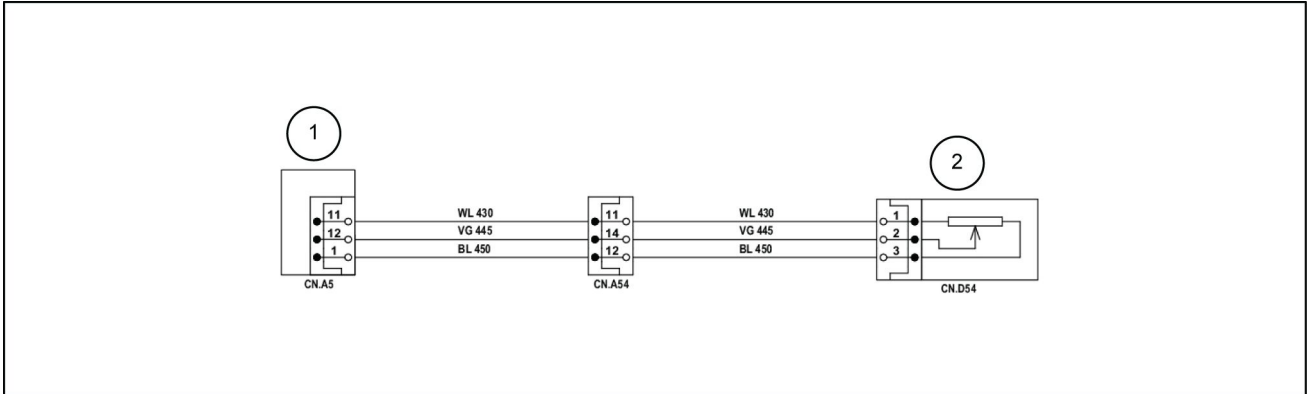 1
2
11 WL 430 11 WL 430 1
12 VG 445 14 VG 445 2
1 BL 450 12 BL 450 3
CN.A5 CN.A54 CN.D54